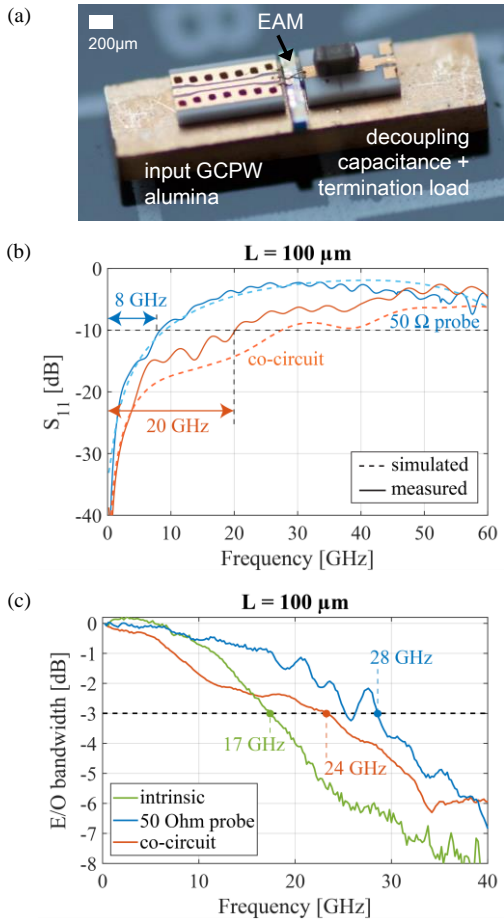 (a)
EAM
200μm
input GCPW
alumina
decoupling
capacitance +
termination load
(b)
L = 100 μm
0
-10
-20
-30
-40
S11 [dB]
8 GHz
50 Ω probe
co-circuit
20 GHz
simulated
measured
0 10 20 30 40 50 60
Frequency [GHz]
(c)
L = 100 μm
0
-1
-2
-3
-4
-5
-6
-7
-8
E/O bandwidth [dB]
28 GHz
17 GHz
24 GHz
intrinsic
50 Ohm probe
co-circuit
0 10 20 30 40
Frequency [GHz]